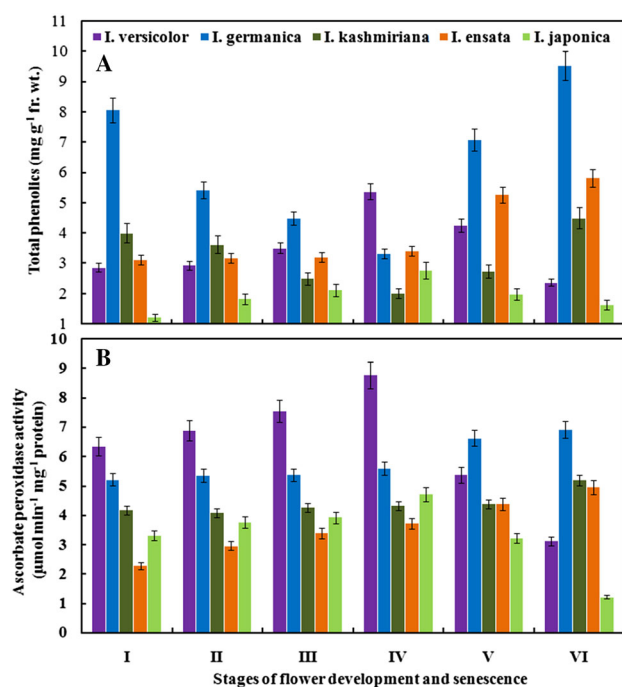 I. versicolor I. germanica I. kashmiriana I. ensata I. japonica
A
Total phenolics (mg g-1 fr. wt.)
11
10
9
8
7
6
5
4
3
2
1
B
Ascorbate peroxidase activity
(µmol min-1 mg-1 protein)
10
9
8
7
6
5
4
3
2
1
0
I II III IV V VI
Stages of flower development and senescence